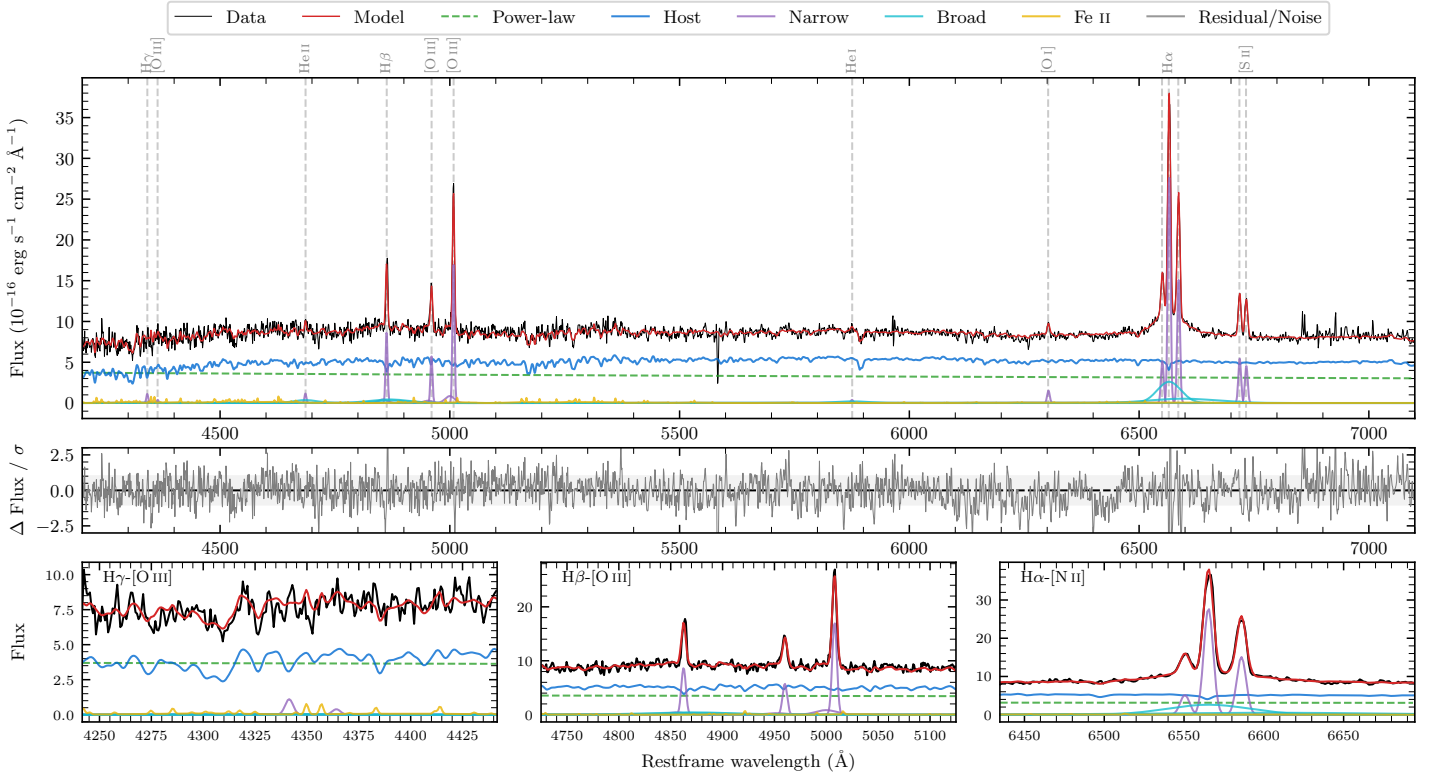 Data Model Power-law Host Narrow Broad Fe II Residual/Noise
Hγ [O III] He II Hβ [O III] [O III] He I [O I] Hα [S II]
Flux (10⁻¹⁶ erg s⁻¹ cm⁻² Å⁻¹)
35
30
25
20
15
10
5
0
4500 5000 5500 6000 6500 7000
Δ Flux / σ
2.5
0.0
−2.5
4500 5000 5500 6000 6500 7000
Hγ-[O III]
Flux
10.0
7.5
5.0
2.5
0.0
4250 4275 4300 4325 4350 4375 4400 4425
Hβ-[O III]
20
10
0
4750 4800 4850 4900 4950 5000 5050 5100
Hα-[N II]
30
20
10
0
6450 6500 6550 6600 6650
Restframe wavelength (Å)